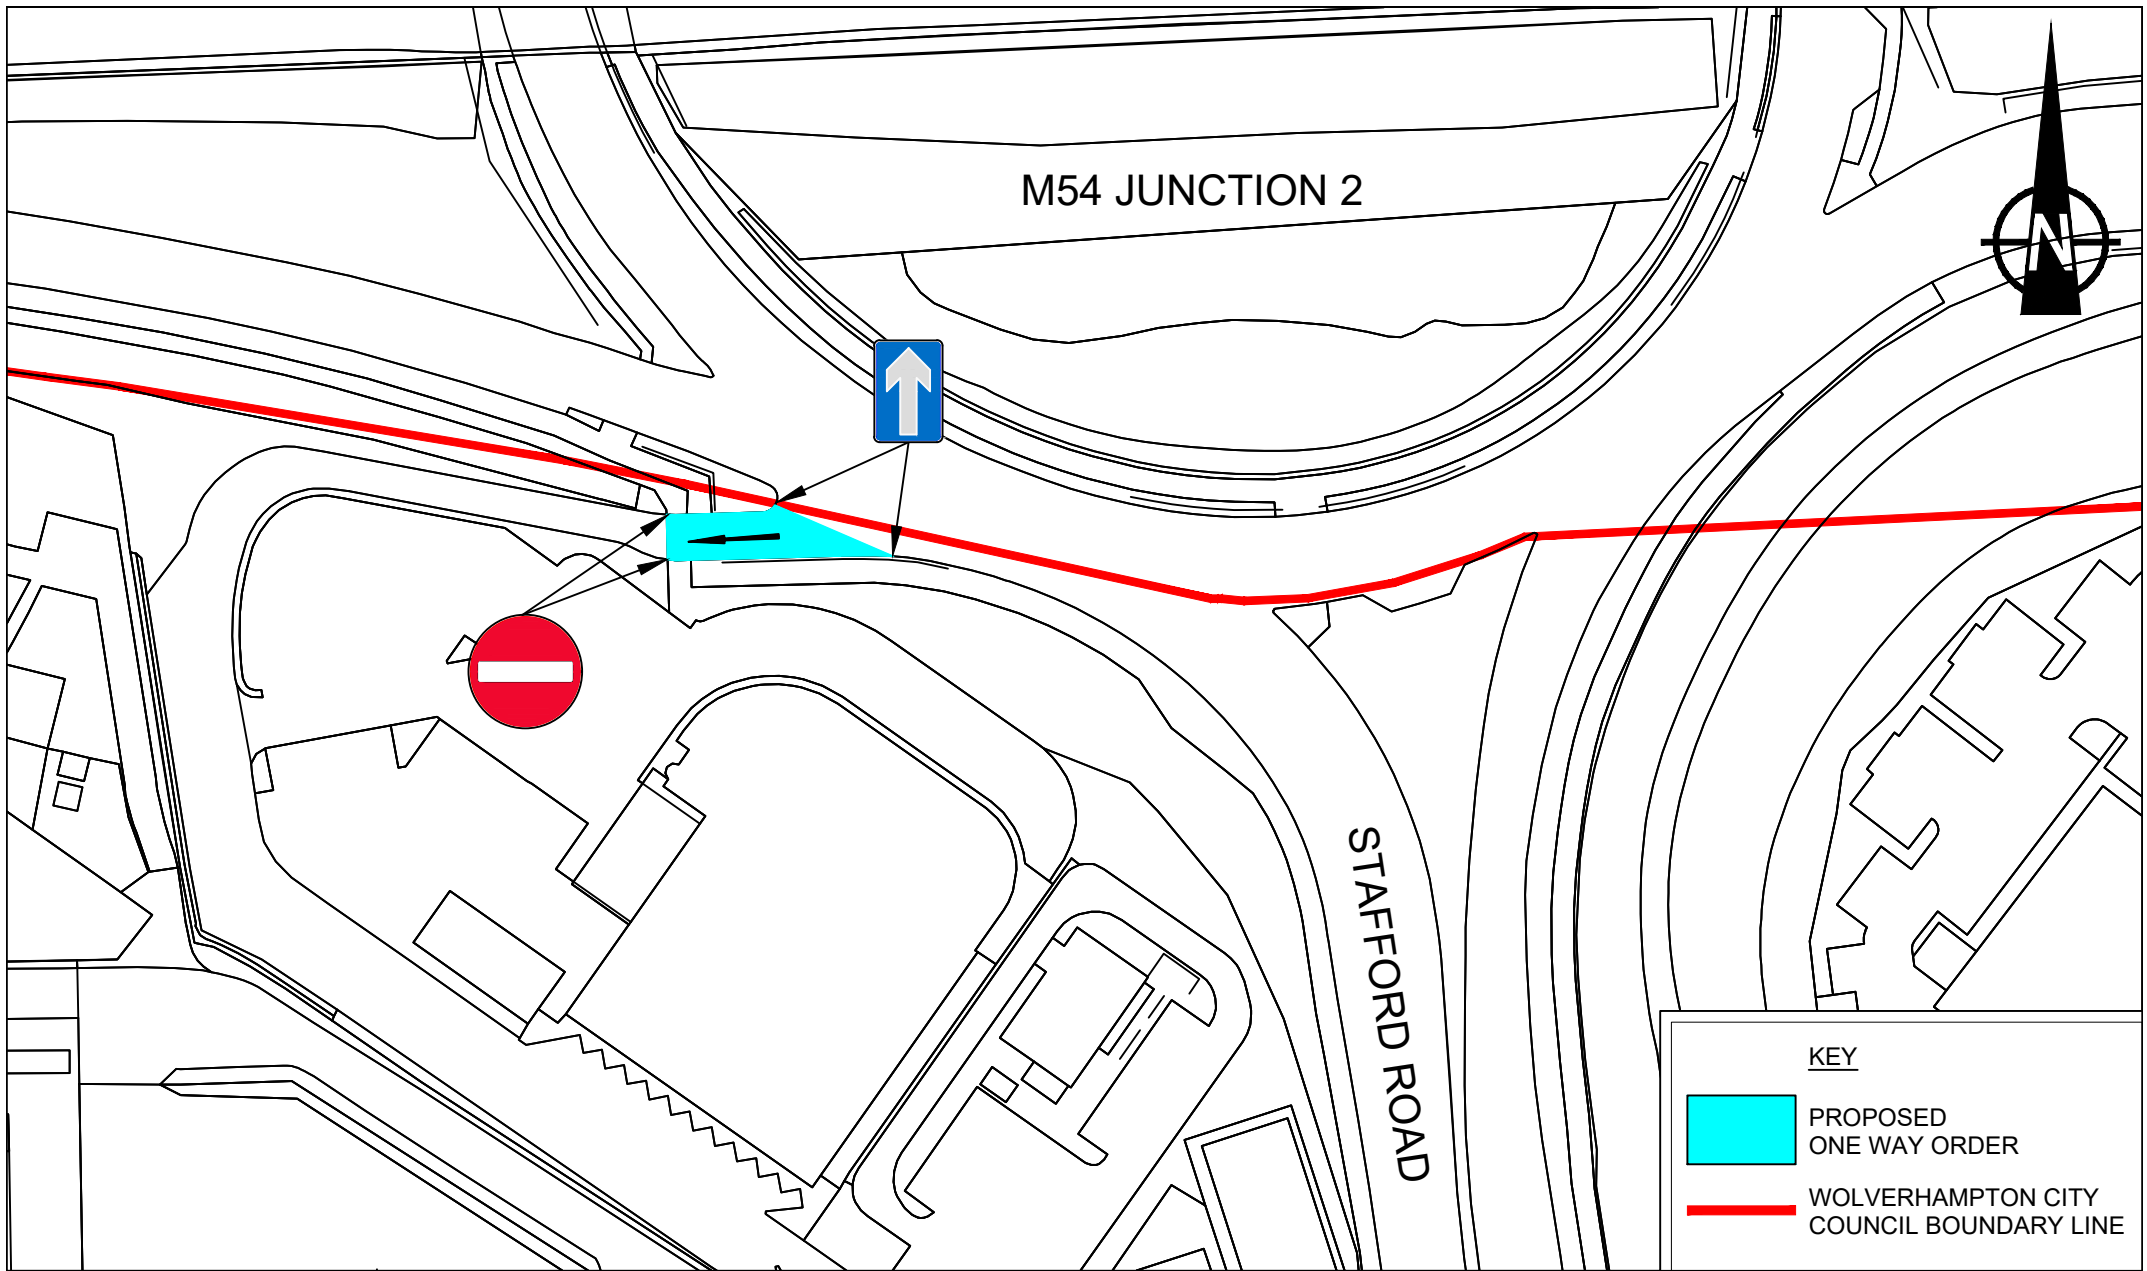 M54 JUNCTION 2
N
STAFFORD ROAD
KEY
PROPOSED
ONE WAY ORDER
WOLVERHAMPTON CITY
COUNCIL BOUNDARY LINE